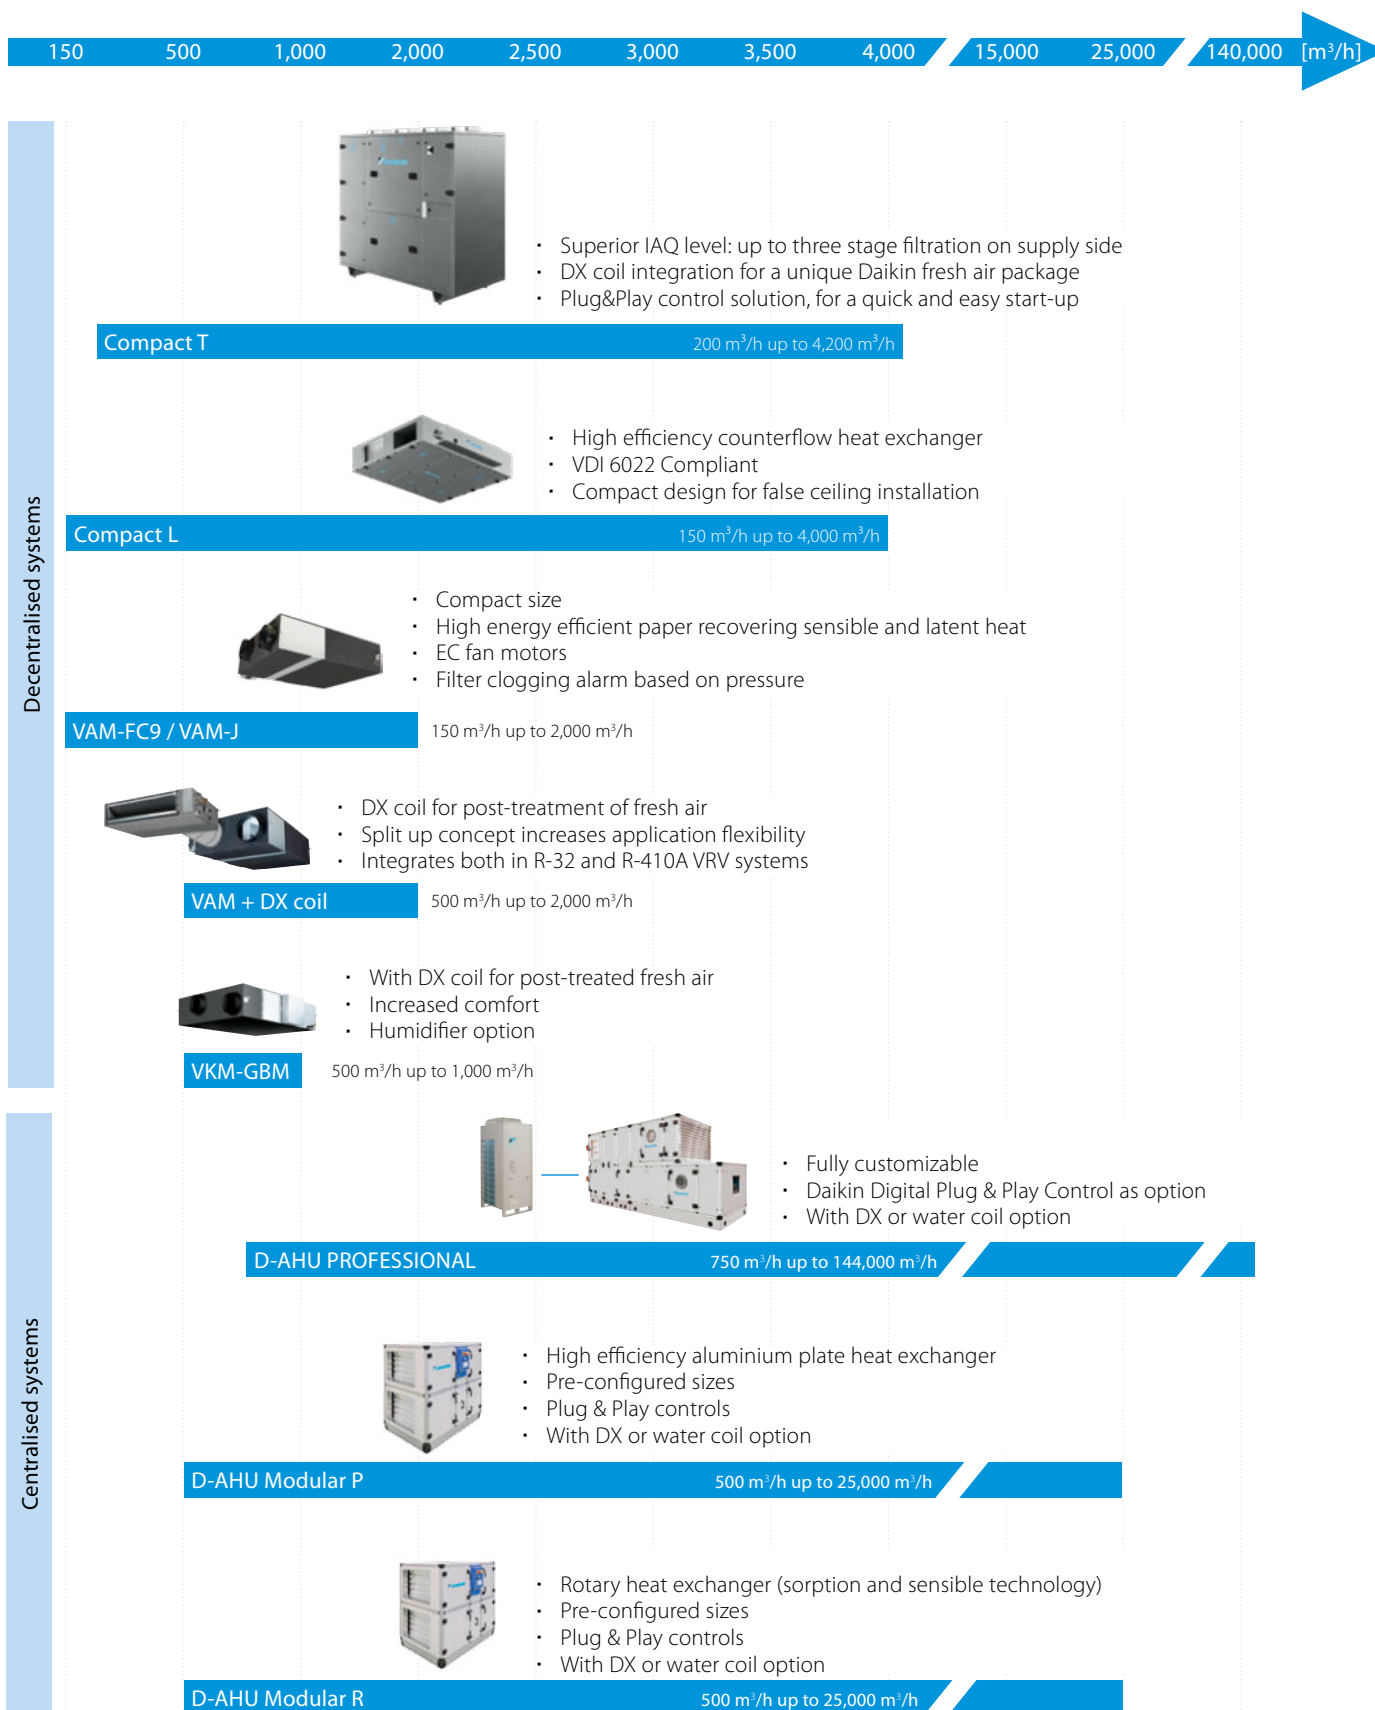 150 500 1,000 2,000 2,500 3,000 3,500 4,000 15,000 25,000 140,000 [m³/h]
Decentralised systems
· Superior IAQ level: up to three stage filtration on supply side
· DX coil integration for a unique Daikin fresh air package
· Plug&Play control solution, for a quick and easy start-up
Compact T 200 m³/h up to 4,200 m³/h
· High efficiency counterflow heat exchanger
· VDI 6022 Compliant
· Compact design for false ceiling installation
Compact L 150 m³/h up to 4,000 m³/h
· Compact size
· High energy efficient paper recovering sensible and latent heat
· EC fan motors
· Filter clogging alarm based on pressure
VAM-FC9 / VAM-J 150 m³/h up to 2,000 m³/h
· DX coil for post-treatment of fresh air
· Split up concept increases application flexibility
· Integrates both in R-32 and R-410A VRV systems
VAM + DX coil 500 m³/h up to 2,000 m³/h
· With DX coil for post-treated fresh air
· Increased comfort
· Humidifier option
VKM-GBM 500 m³/h up to 1,000 m³/h
Centralised systems
· Fully customizable
· Daikin Digital Plug & Play Control as option
· With DX or water coil option
D-AHU PROFESSIONAL 750 m³/h up to 144,000 m³/h
· High efficiency aluminium plate heat exchanger
· Pre-configured sizes
· Plug & Play controls
· With DX or water coil option
D-AHU Modular P 500 m³/h up to 25,000 m³/h
· Rotary heat exchanger (sorption and sensible technology)
· Pre-configured sizes
· Plug & Play controls
· With DX or water coil option
D-AHU Modular R 500 m³/h up to 25,000 m³/h